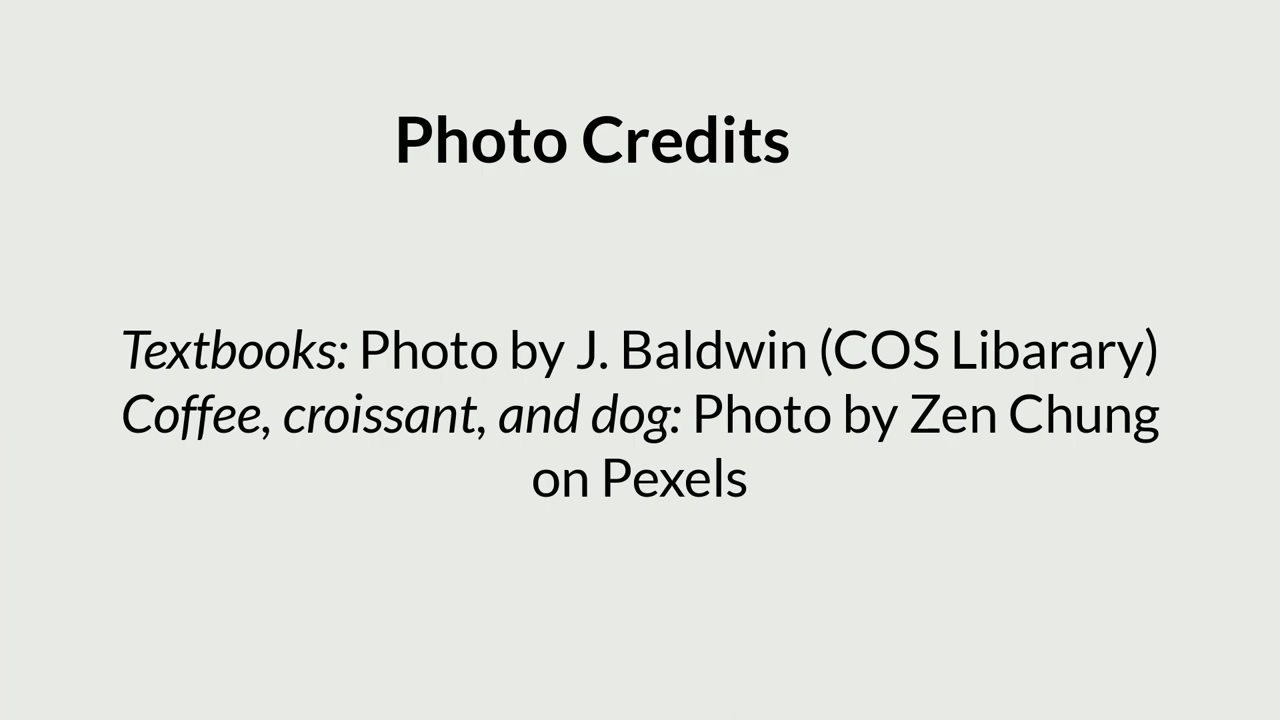 Photo Credits
Textbooks: Photo by J. Baldwin (COS Libarary)
Coffee, croissant, and dog: Photo by Zen Chung
on Pexels